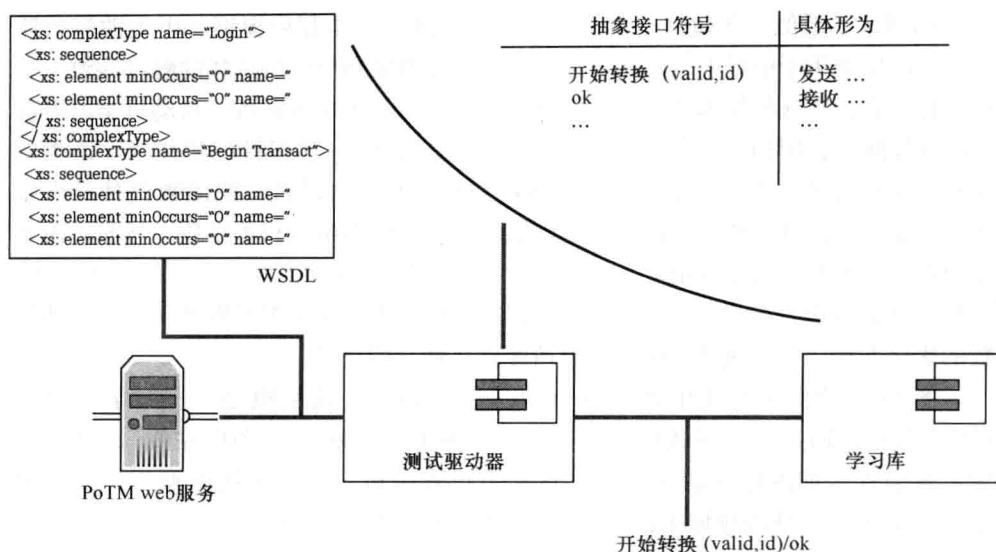 <xs: complexType name="Login">
<xs: sequence>
<xs: element minOccurs="0" name="
<xs: element minOccurs="0" name="
</ xs: sequence>
</ xs: complexType>
<xs: complexType name="Begin Transact">
<xs: sequence>
<xs: element minOccurs="0" name="
<xs: element minOccurs="0" name="
<xs: element minOccurs="0" name="
WSDL
抽象接口符号 具体形为
开始转换 (valid,id) 发送 …
ok 接收 …
… …
PoTM web服务
测试驱动器
学习库
开始转换 (valid,id)/ok